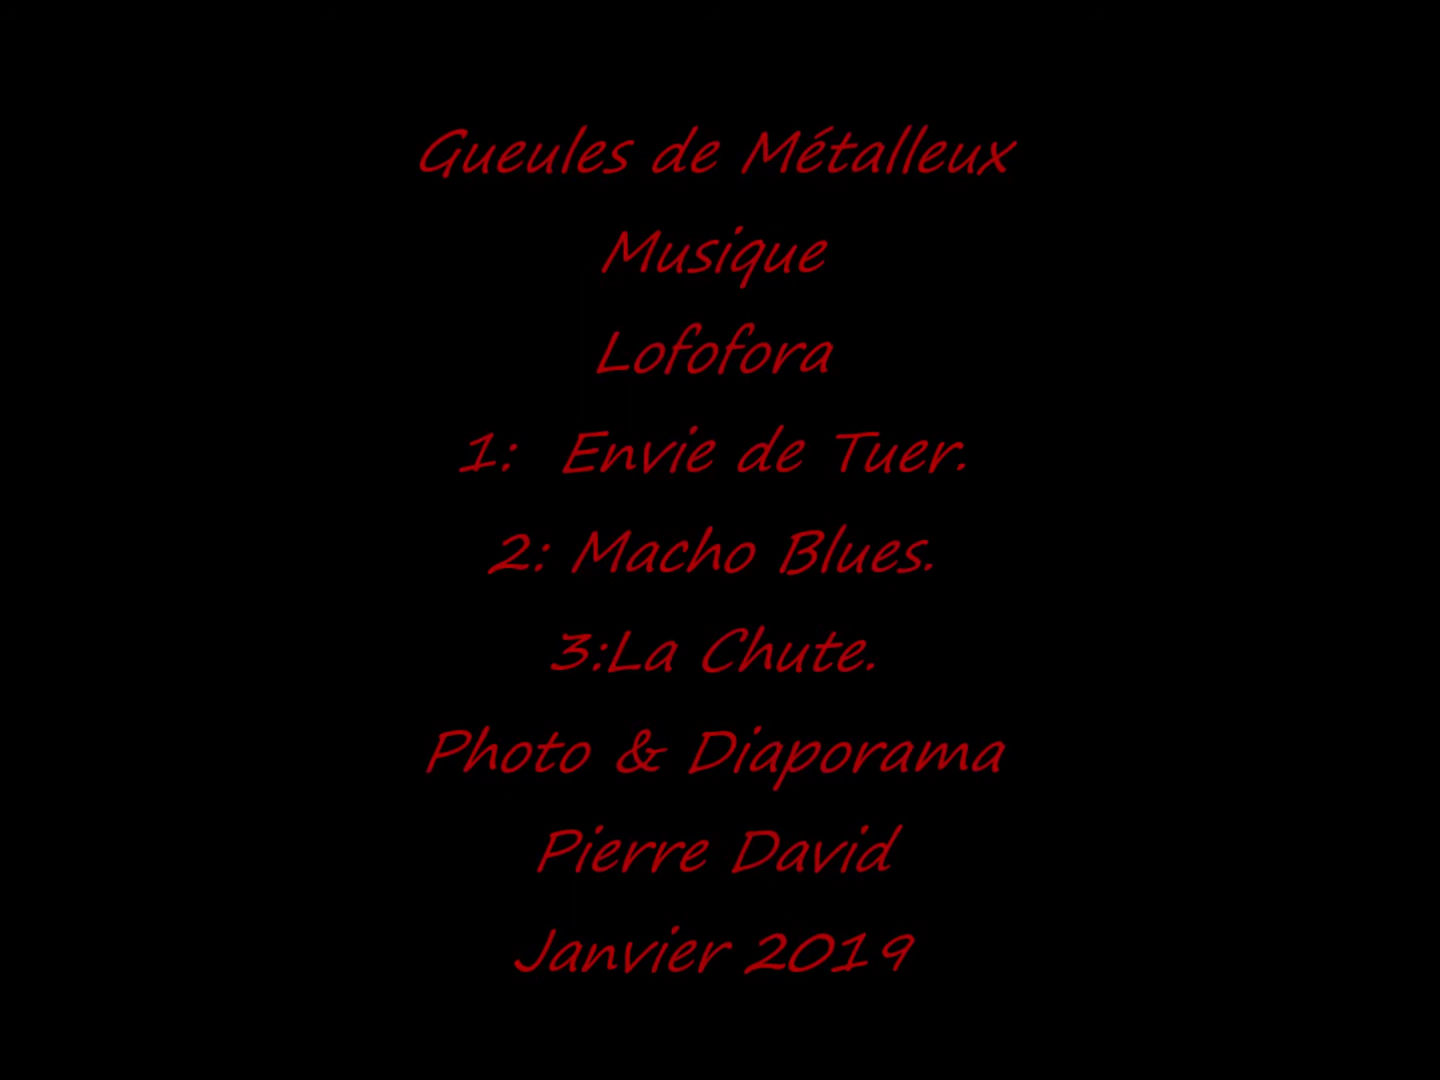 Gueules de Métalleux
Musique
Lofofora
1:  Envie de Tuer.
2: Macho Blues.
3:La Chute.
Photo & Diaporama
Pierre David
Janvier 2019